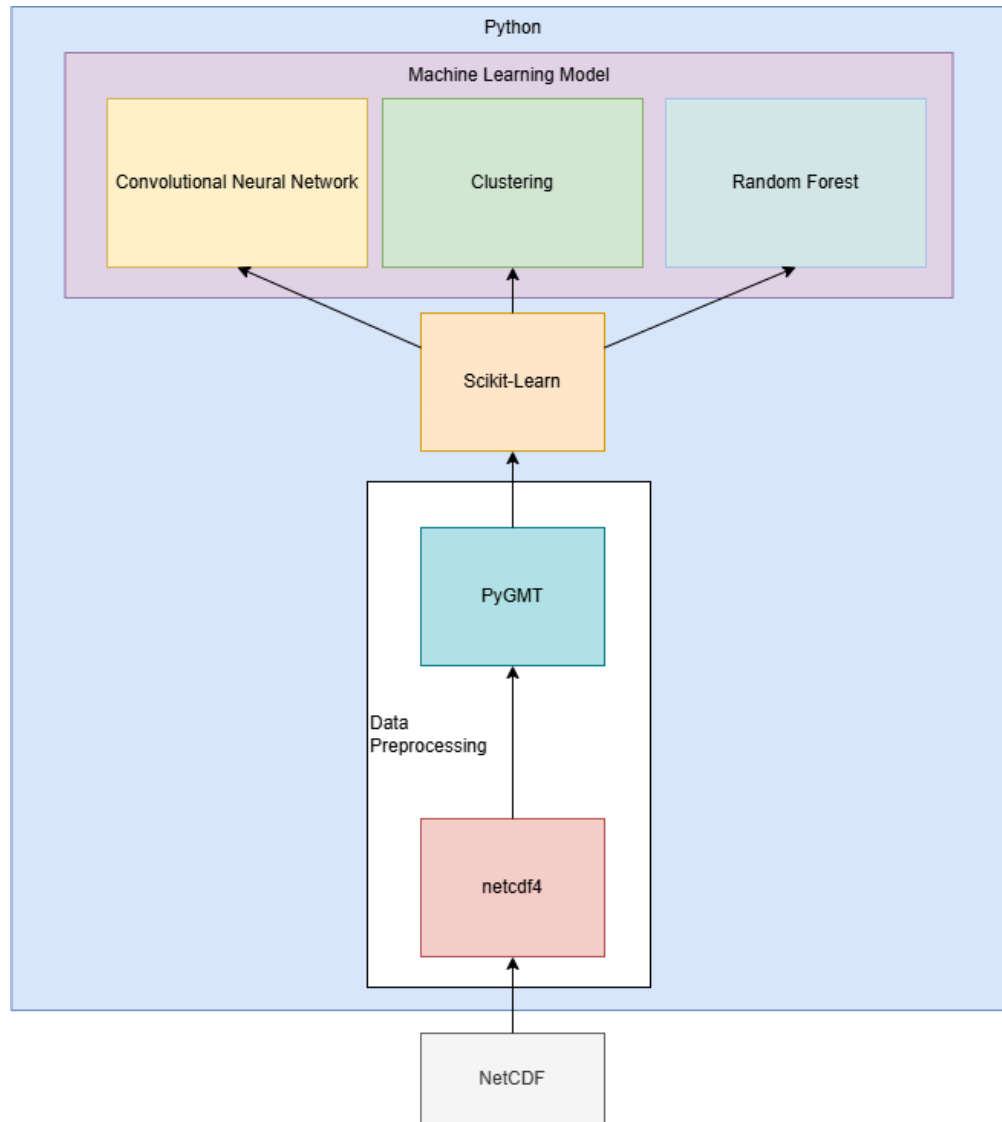 Python
Machine Learning Model
Convolutional Neural Network
Clustering
Random Forest
Scikit-Learn
PyGMT
Data
Preprocessing
netcdf4
NetCDF